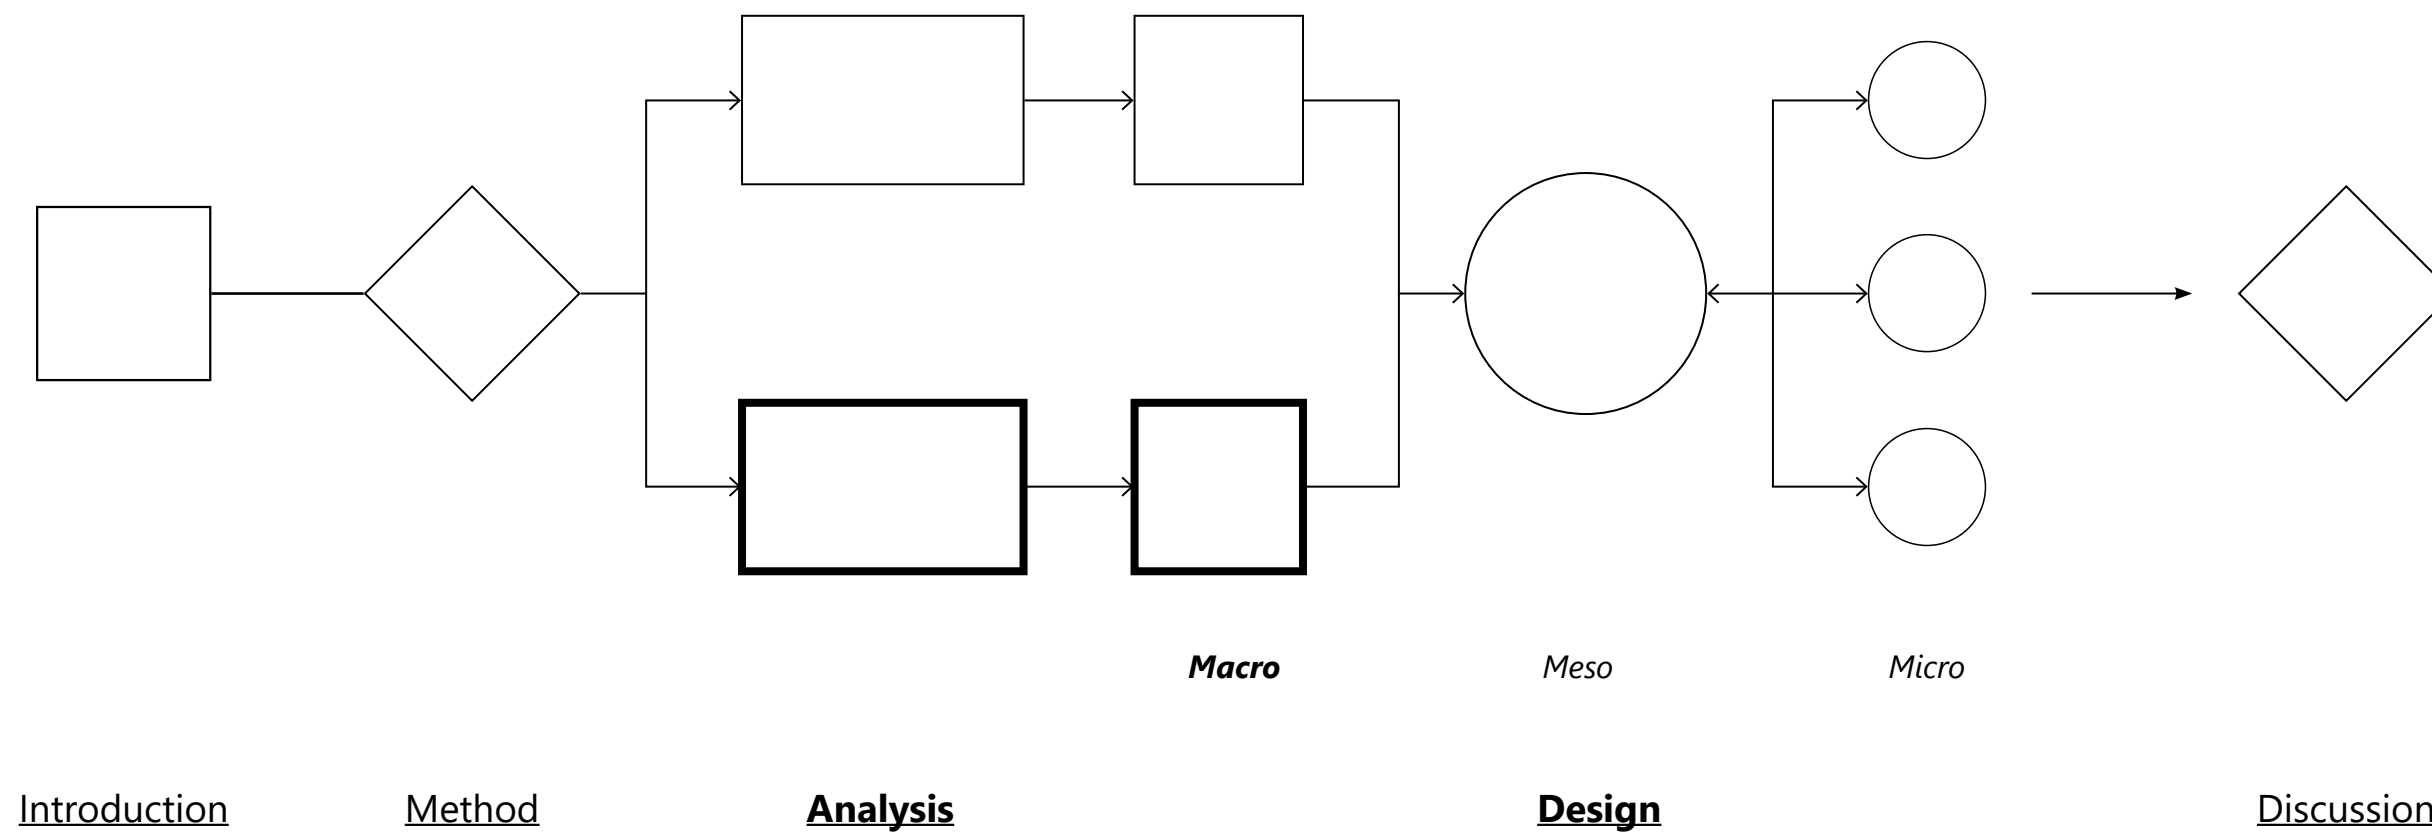 Macro Meso Micro
Introduction Method Analysis Design Discussion